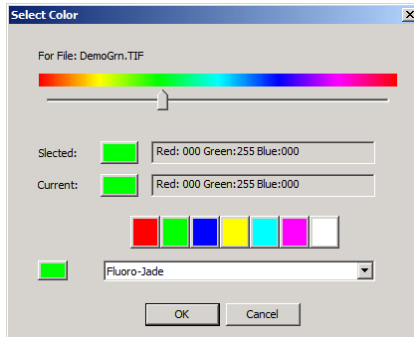 Select Color
For File: DemoGrn.TIF
Slected:
Red: 000 Green:255 Blue:000
Current:
Red: 000 Green:255 Blue:000
Fluoro-Jade
OK
Cancel